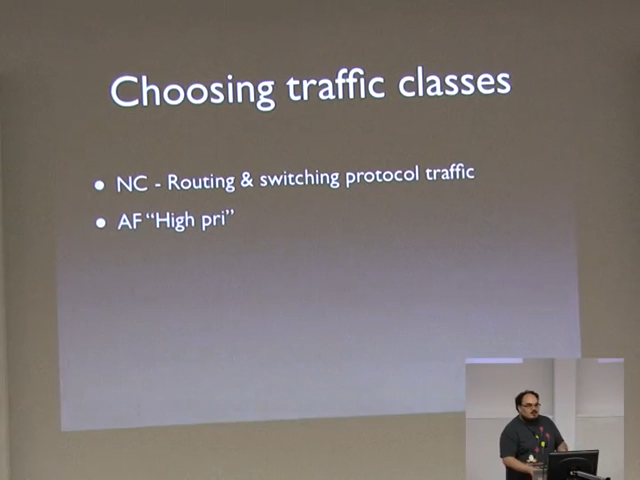 Choosing traffic classes
• NC - Routing & switching protocol traffic
• AF “High pri”